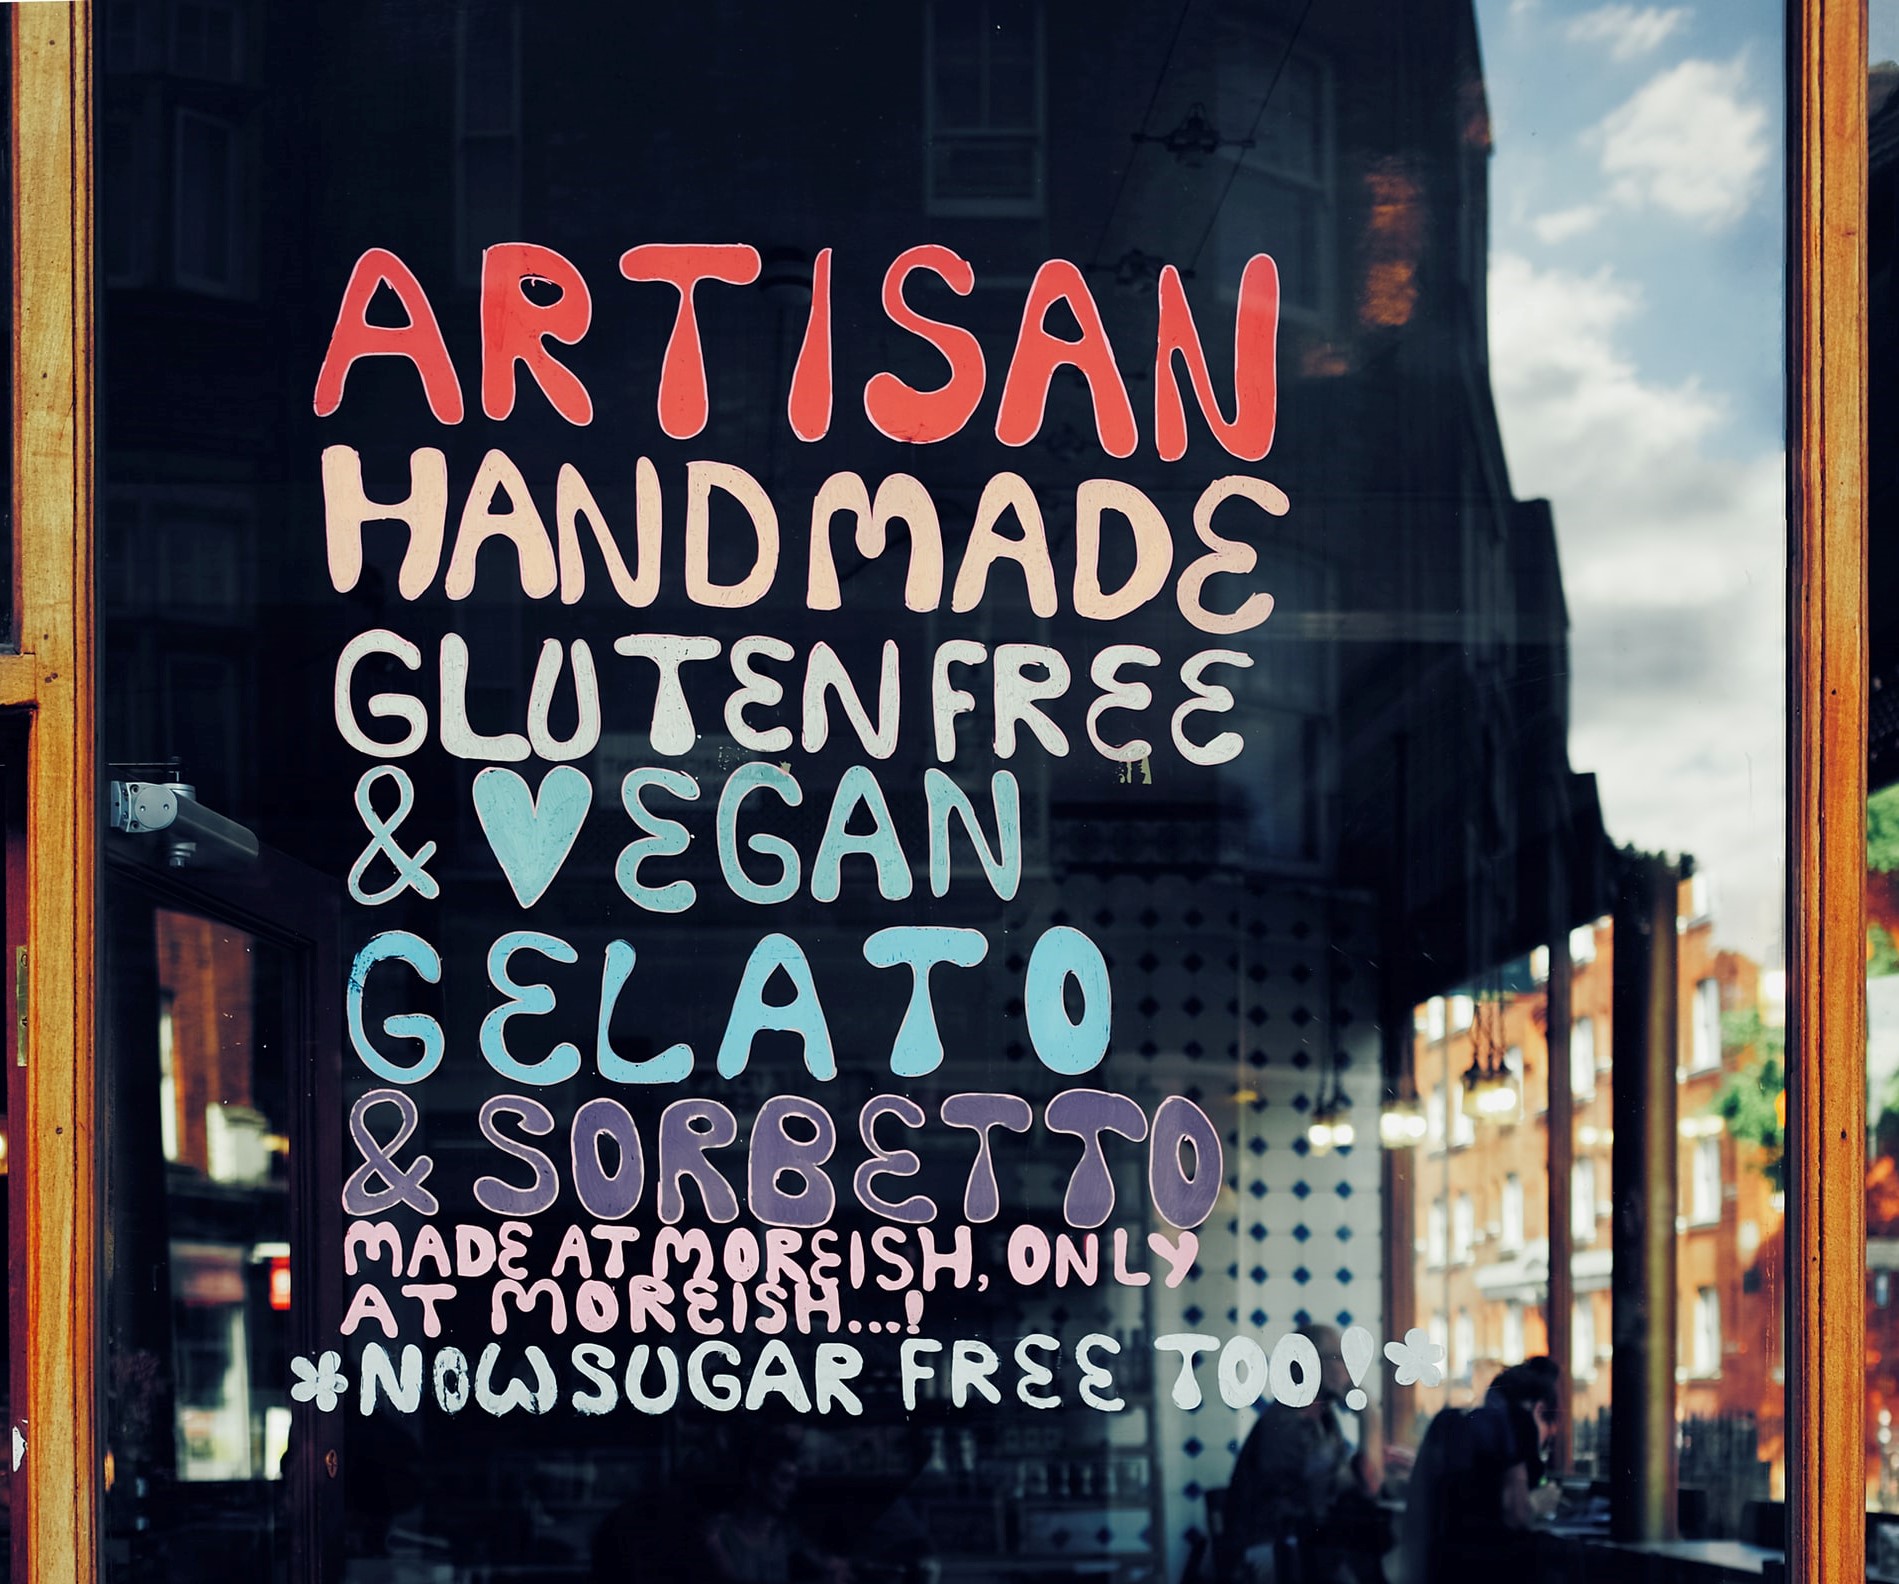 ARTISAN
HANDMADE
GLUTEN FREE
& VEGAN
GELATO
& SORBETTO
MADE AT MOREISH, ONLY
AT MOREISH...!
*NOW SUGAR FREE TOO!*